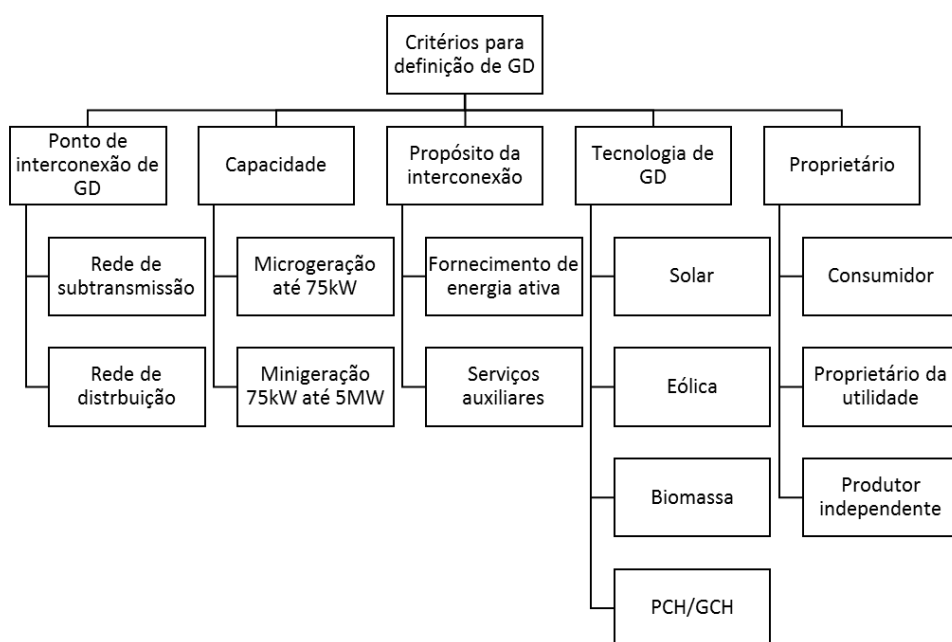 Critérios para
definição de GD
Ponto de
interconexão de
GD
Rede de
subtransmissão
Rede de
distrbuição
Capacidade
Microgeração
até 75kW
Minigeração
75kW até 5MW
Propósito da
interconexão
Fornecimento de
energia ativa
Serviços
auxiliares
Tecnologia de
GD
Solar
Eólica
Biomassa
PCH/GCH
Proprietário
Consumidor
Proprietário da
utilidade
Produtor
independente